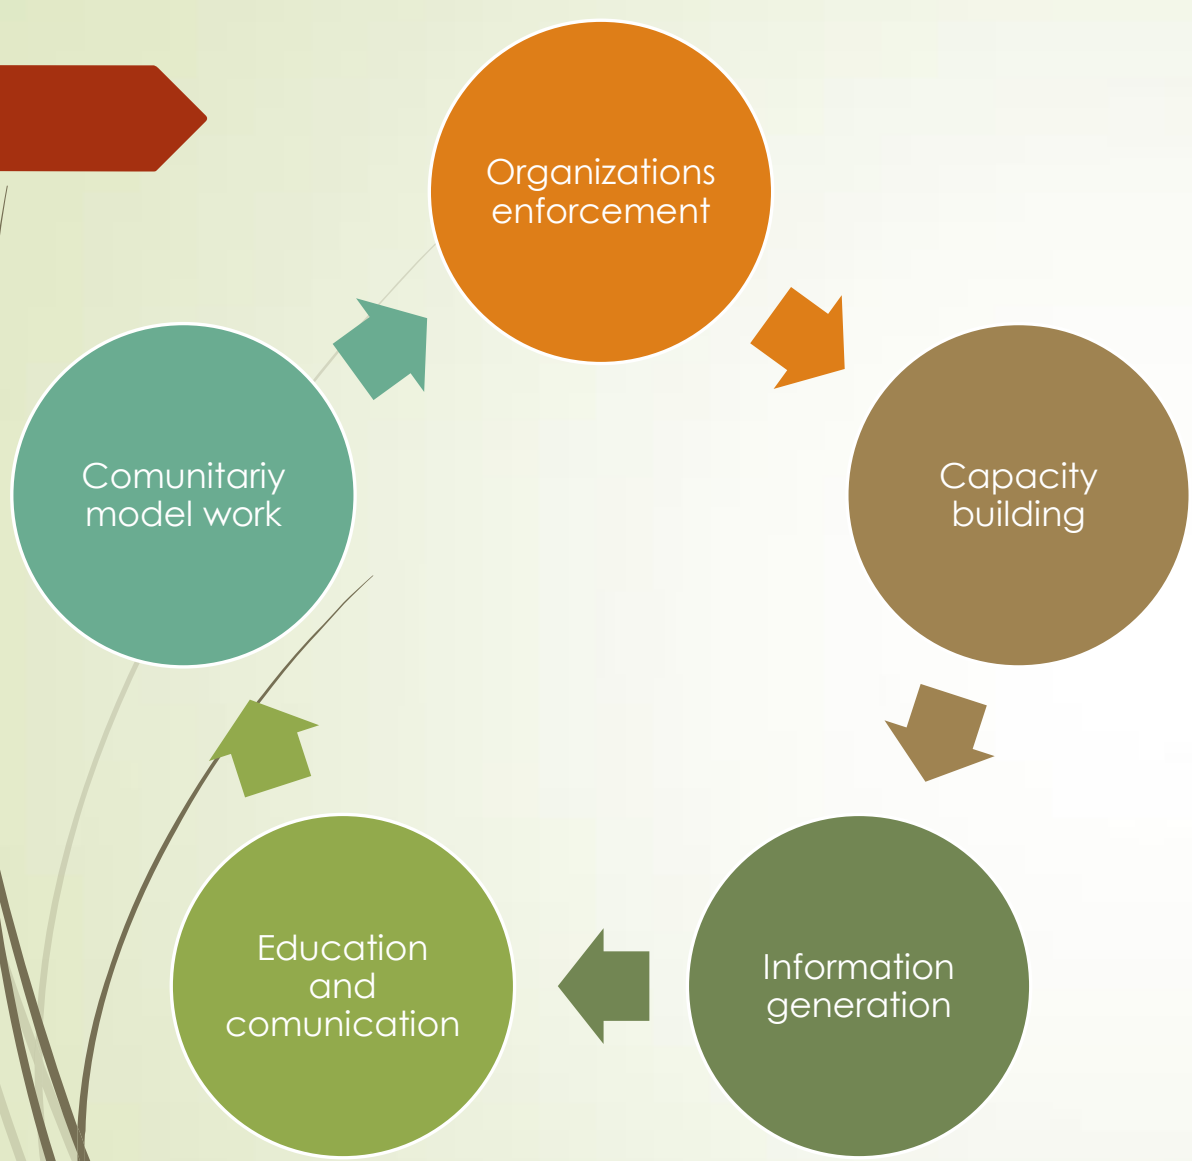 Organizations
enforcement
Capacity
building
Information
generation
Education
and
comunication
Comunitariy
model work